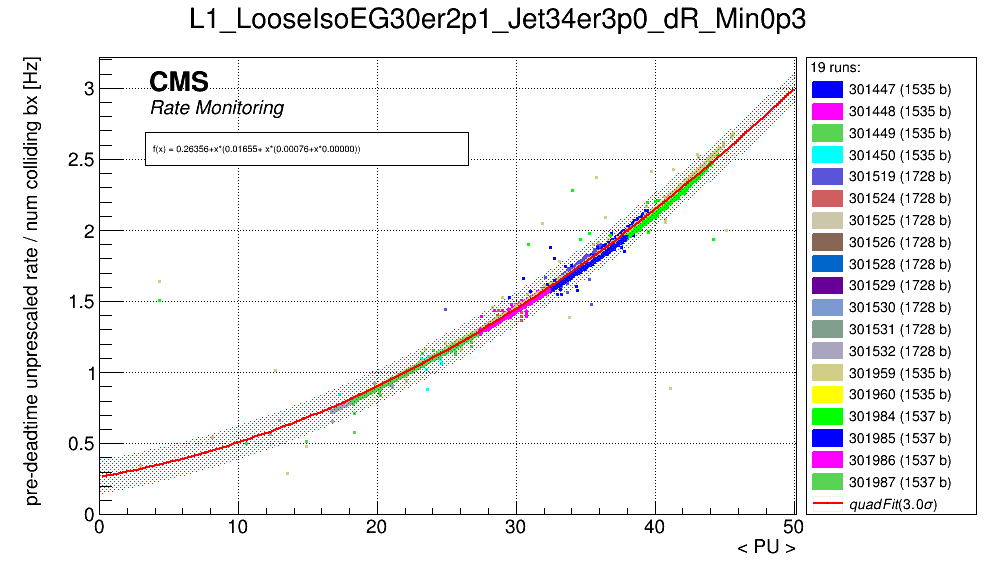 L1_LooseIsoEG30er2p1_Jet34er3p0_dR_Min0p3
pre-deadtime unprescaled rate / num colliding bx [Hz]
CMS
Rate Monitoring
f(x) = 0.26356+x*(0.01655+ x*(0.00076+x*0.00000))
3
2.5
2
1.5
1
0.5
0
0
10
20
30
40
50
< PU >
19 runs:
301447 (1535 b)
301448 (1535 b)
301449 (1535 b)
301450 (1535 b)
301519 (1728 b)
301524 (1728 b)
301525 (1728 b)
301526 (1728 b)
301528 (1728 b)
301529 (1728 b)
301530 (1728 b)
301531 (1728 b)
301532 (1728 b)
301959 (1535 b)
301960 (1535 b)
301984 (1537 b)
301985 (1537 b)
301986 (1537 b)
301987 (1537 b)
quadFit(3.0σ)